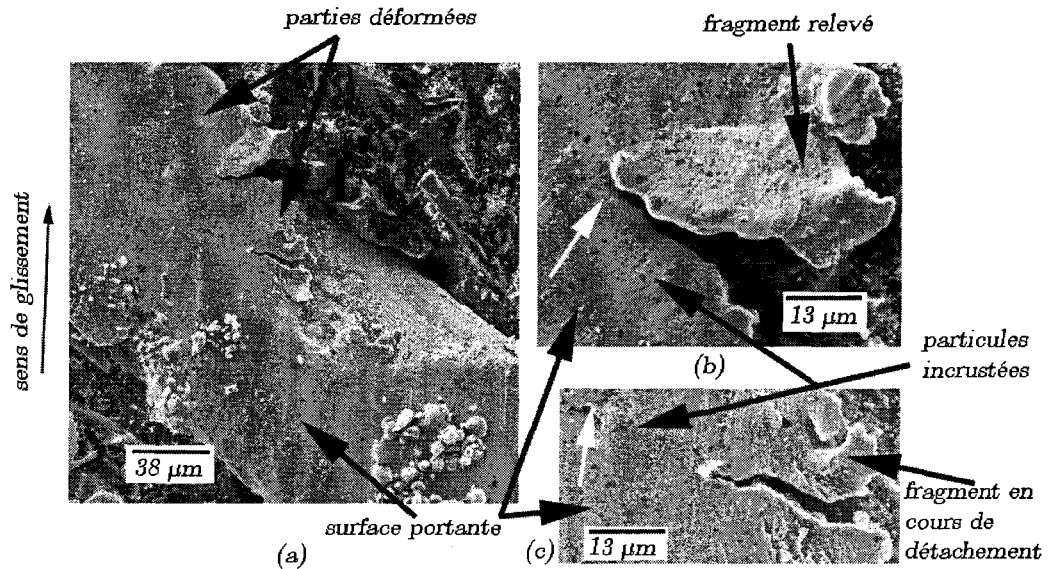 parties déformées
fragment relevé
sens de glissement
38 µm
(a)
13 µm
(b)
particules
incrustées
surface portante
13 µm
(c)
fragment en
cours de
détachement